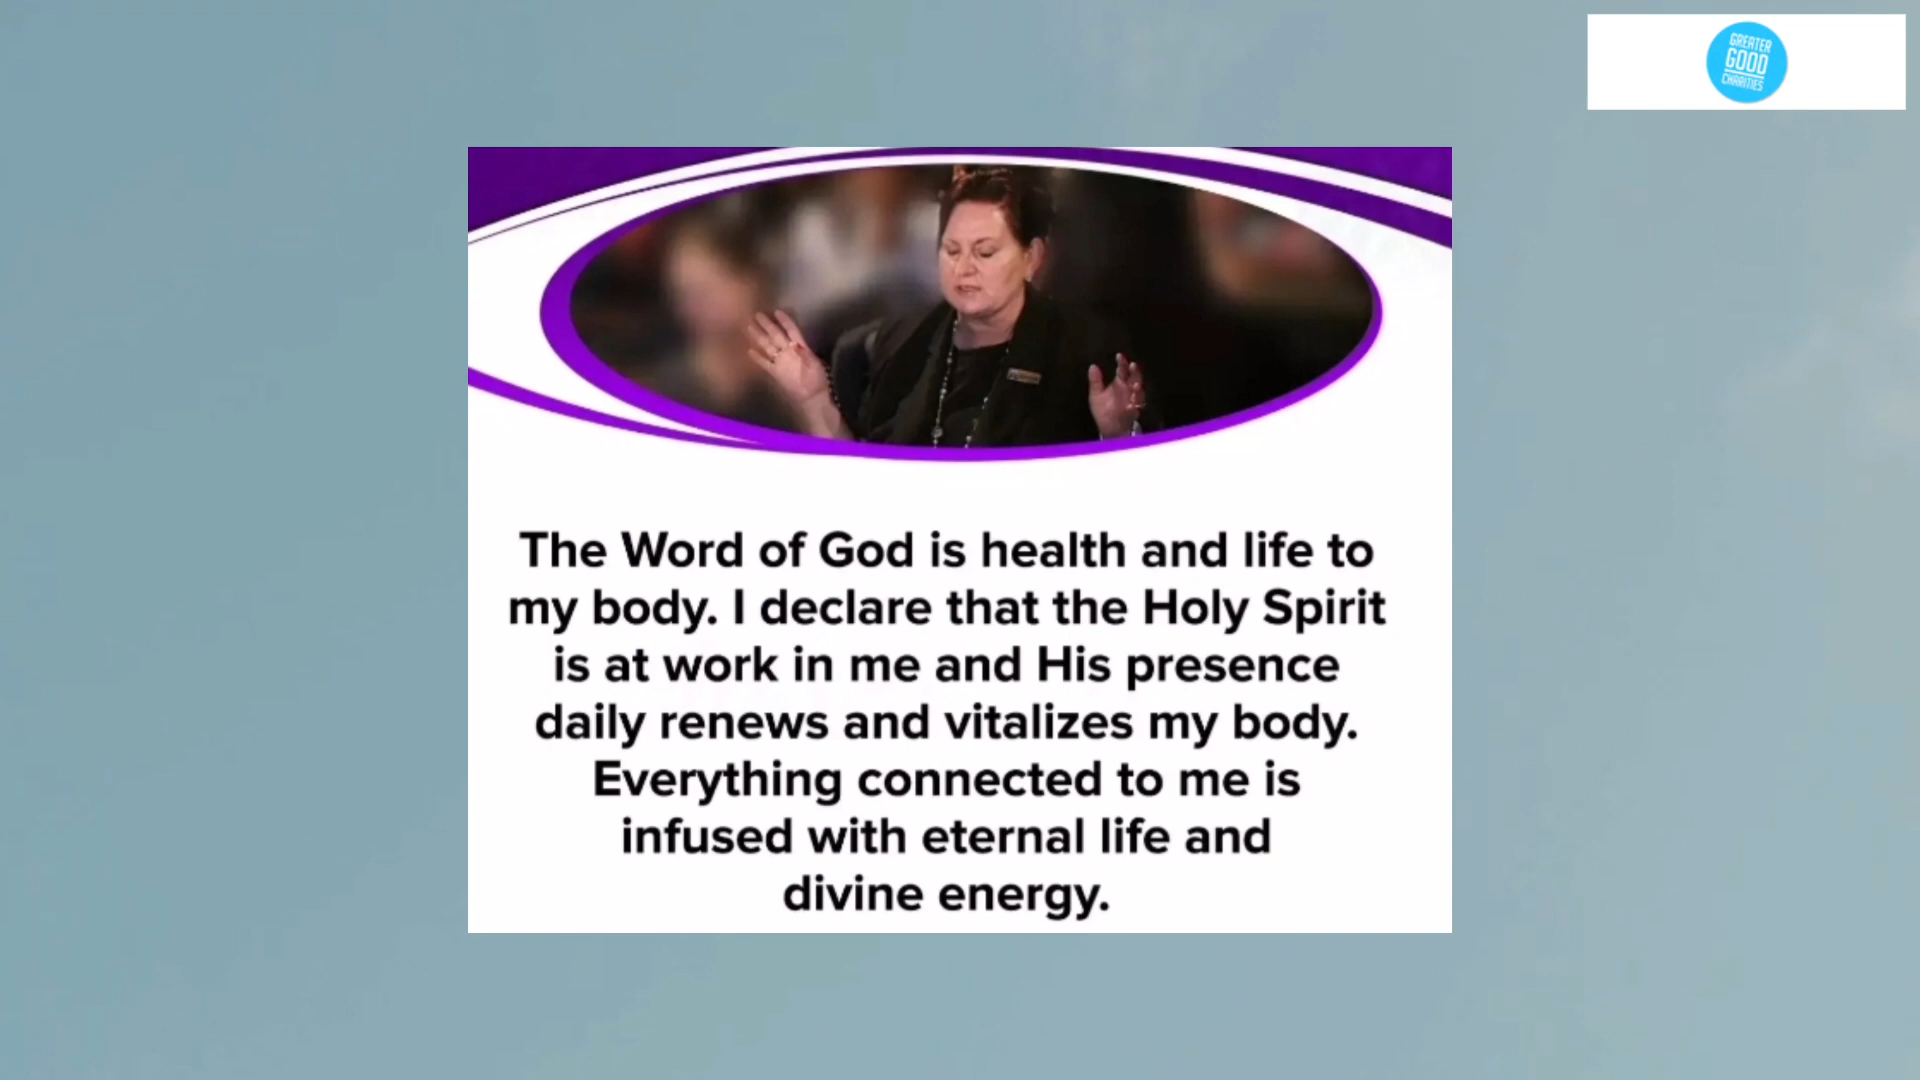 GREATER
GOOD
CHARITIES
The Word of God is health and life to
my body. I declare that the Holy Spirit
is at work in me and His presence
daily renews and vitalizes my body.
Everything connected to me is
infused with eternal life and
divine energy.